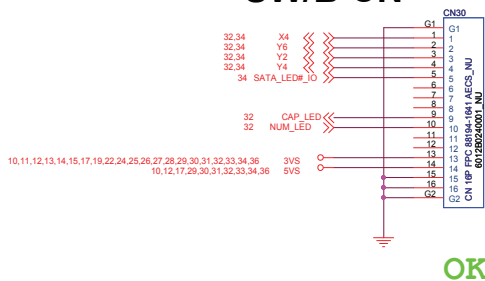 CN30
G1 G1
32,34 X4 1 1
32,34 Y6 2 2
32,34 Y2 3 3
32,34 Y4 4 4
34 SATA_LED#_IO 5 5
6 6
7 7
8 8
32 CAP_LED 9 9
32 NUM_LED 10 10
11 11
12 12
10,11,12,13,14,15,17,19,22,24,25,26,27,28,29,30,31,32,33,34,36 3VS 13 13
10,12,17,29,30,31,32,33,34,36 5VS 14 14
15 15
16 16
G2 G2
CN 16P FPC 88194-1641 AECS_NU
6012B0240001_NU
OK